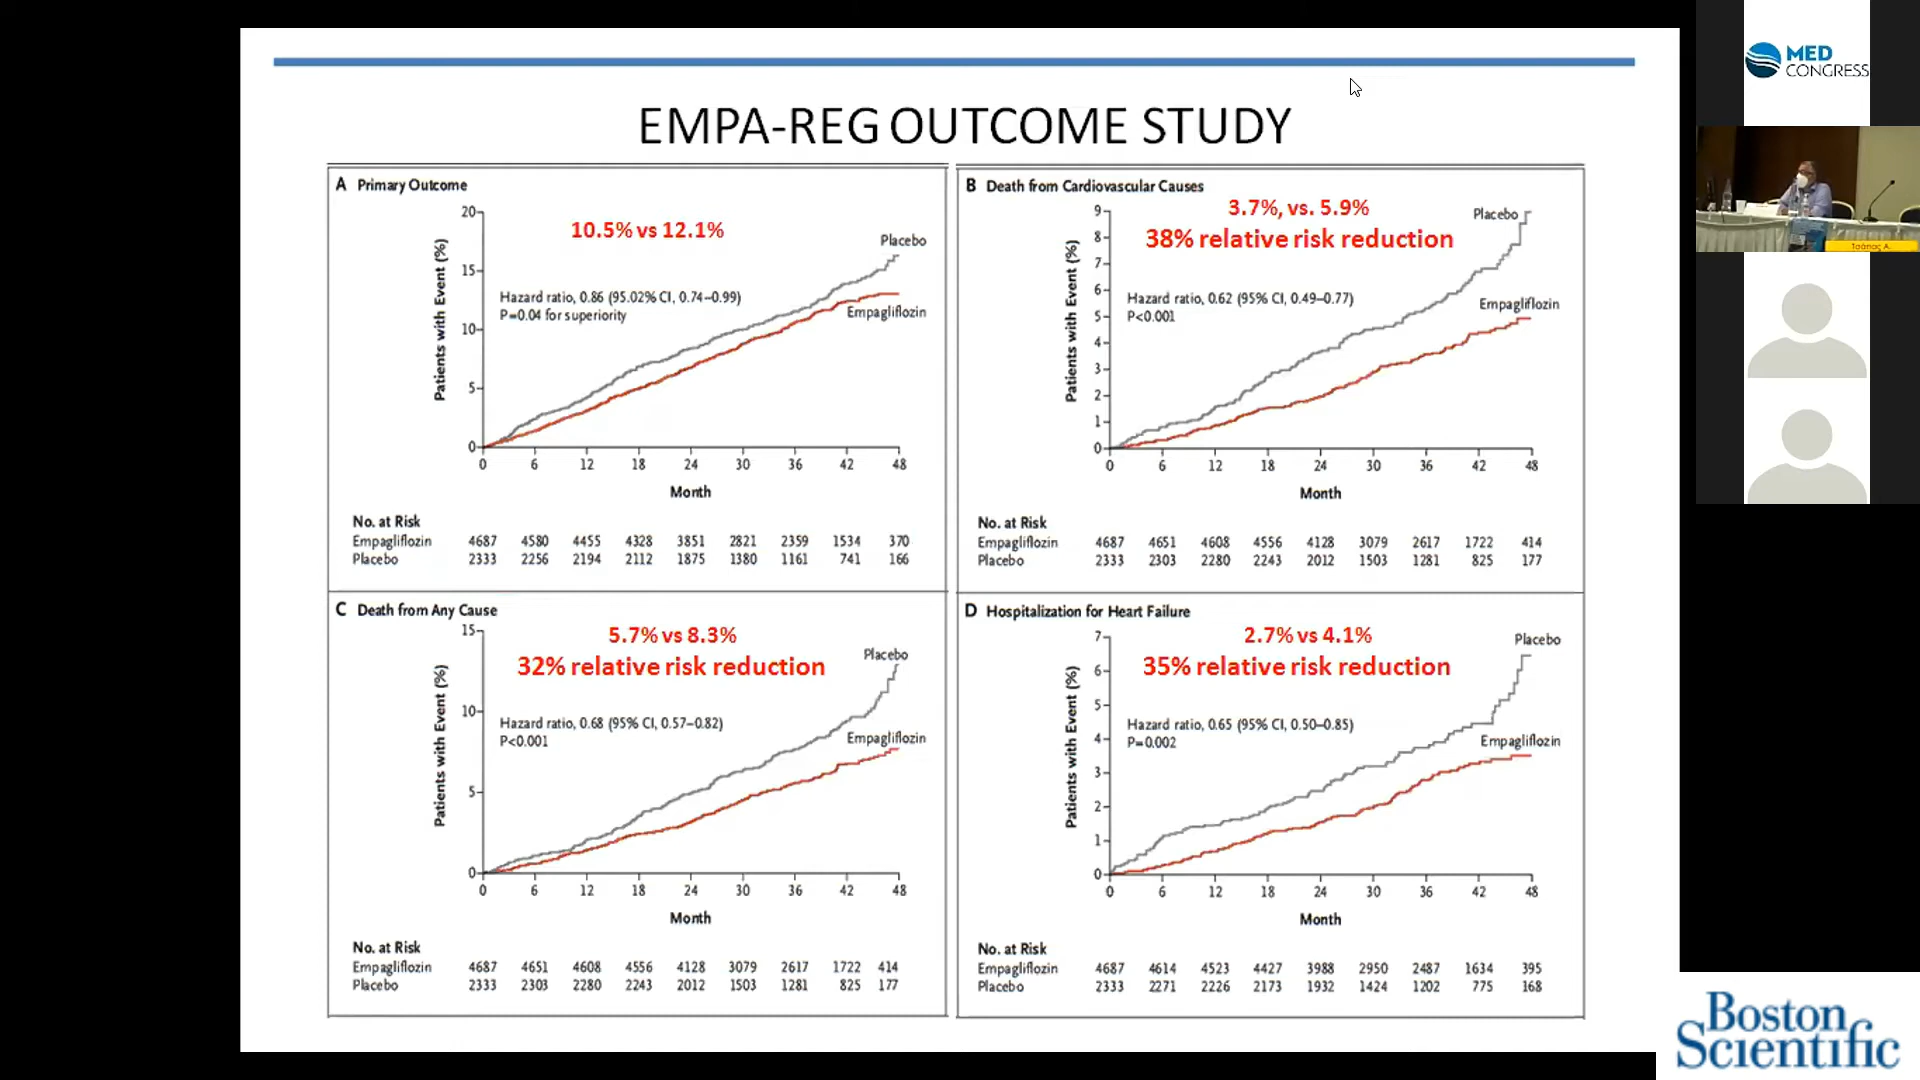 EMPA-REG OUTCOME STUDY
A Primary Outcome
10.5% vs 12.1%
20
15
10
5
0
Patients with Event (%)
Placebo
Hazard ratio, 0.86 (95.02% CI, 0.74–0.99)
P=0.04 for superiority
Empagliflozin
0 6 12 18 24 30 36 42 48
Month
No. at Risk
Empagliflozin 4687 4580 4455 4328 3851 2821 2359 1534 370
Placebo 2333 2256 2194 2112 1875 1380 1161 741 166
B Death from Cardiovascular Causes
3.7%, vs. 5.9%
38% relative risk reduction
9
8
7
6
5
4
3
2
1
0
Patients with Event (%)
Placebo
Hazard ratio, 0.62 (95% CI, 0.49–0.77)
P<0.001
Empagliflozin
0 6 12 18 24 30 36 42 48
Month
No. at Risk
Empagliflozin 4687 4651 4608 4556 4128 3079 2617 1722 414
Placebo 2333 2303 2280 2243 2012 1503 1281 825 177
C Death from Any Cause
5.7% vs 8.3%
32% relative risk reduction
15
10
5
0
Patients with Event (%)
Placebo
Hazard ratio, 0.68 (95% CI, 0.57–0.82)
P<0.001
Empagliflozin
0 6 12 18 24 30 36 42 48
Month
No. at Risk
Empagliflozin 4687 4651 4608 4556 4128 3079 2617 1722 414
Placebo 2333 2303 2280 2243 2012 1503 1281 825 177
D Hospitalization for Heart Failure
2.7% vs 4.1%
35% relative risk reduction
7
6
5
4
3
2
1
0
Patients with Event (%)
Placebo
Hazard ratio, 0.65 (95% CI, 0.50–0.85)
P=0.002
Empagliflozin
0 6 12 18 24 30 36 42 48
Month
No. at Risk
Empagliflozin 4687 4614 4523 4427 3988 2950 2487 1634 395
Placebo 2333 2271 2226 2173 1932 1424 1202 775 168
MED
CONGRESS
Τσάπας Α.
Boston
Scientific